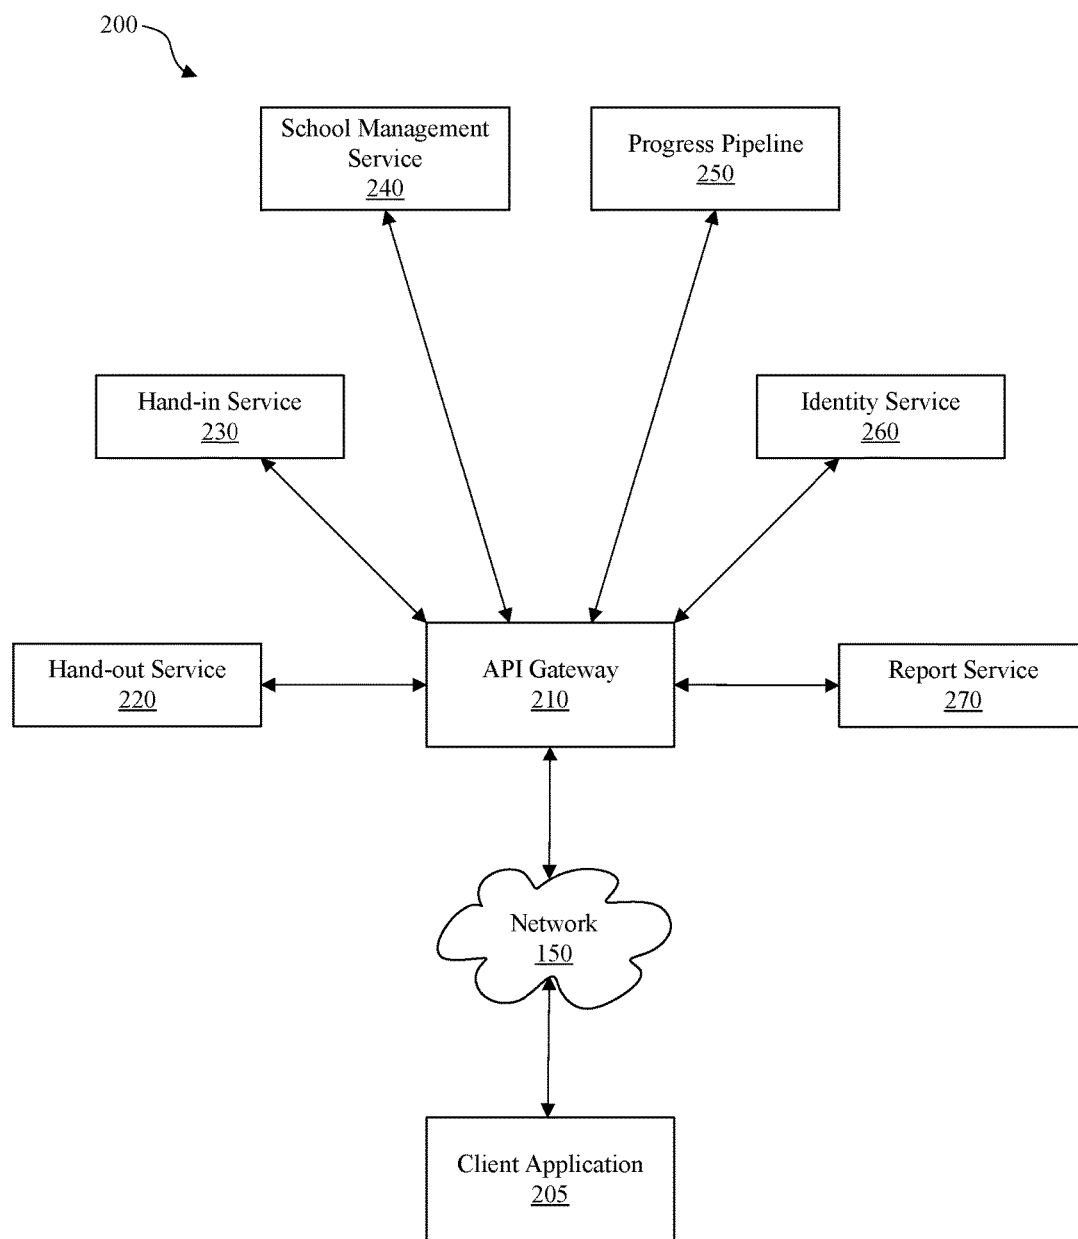 200
School Management
Service
240
Progress Pipeline
250
Hand-in Service
230
Identity Service
260
Hand-out Service
220
API Gateway
210
Report Service
270
Network
150
Client Application
205